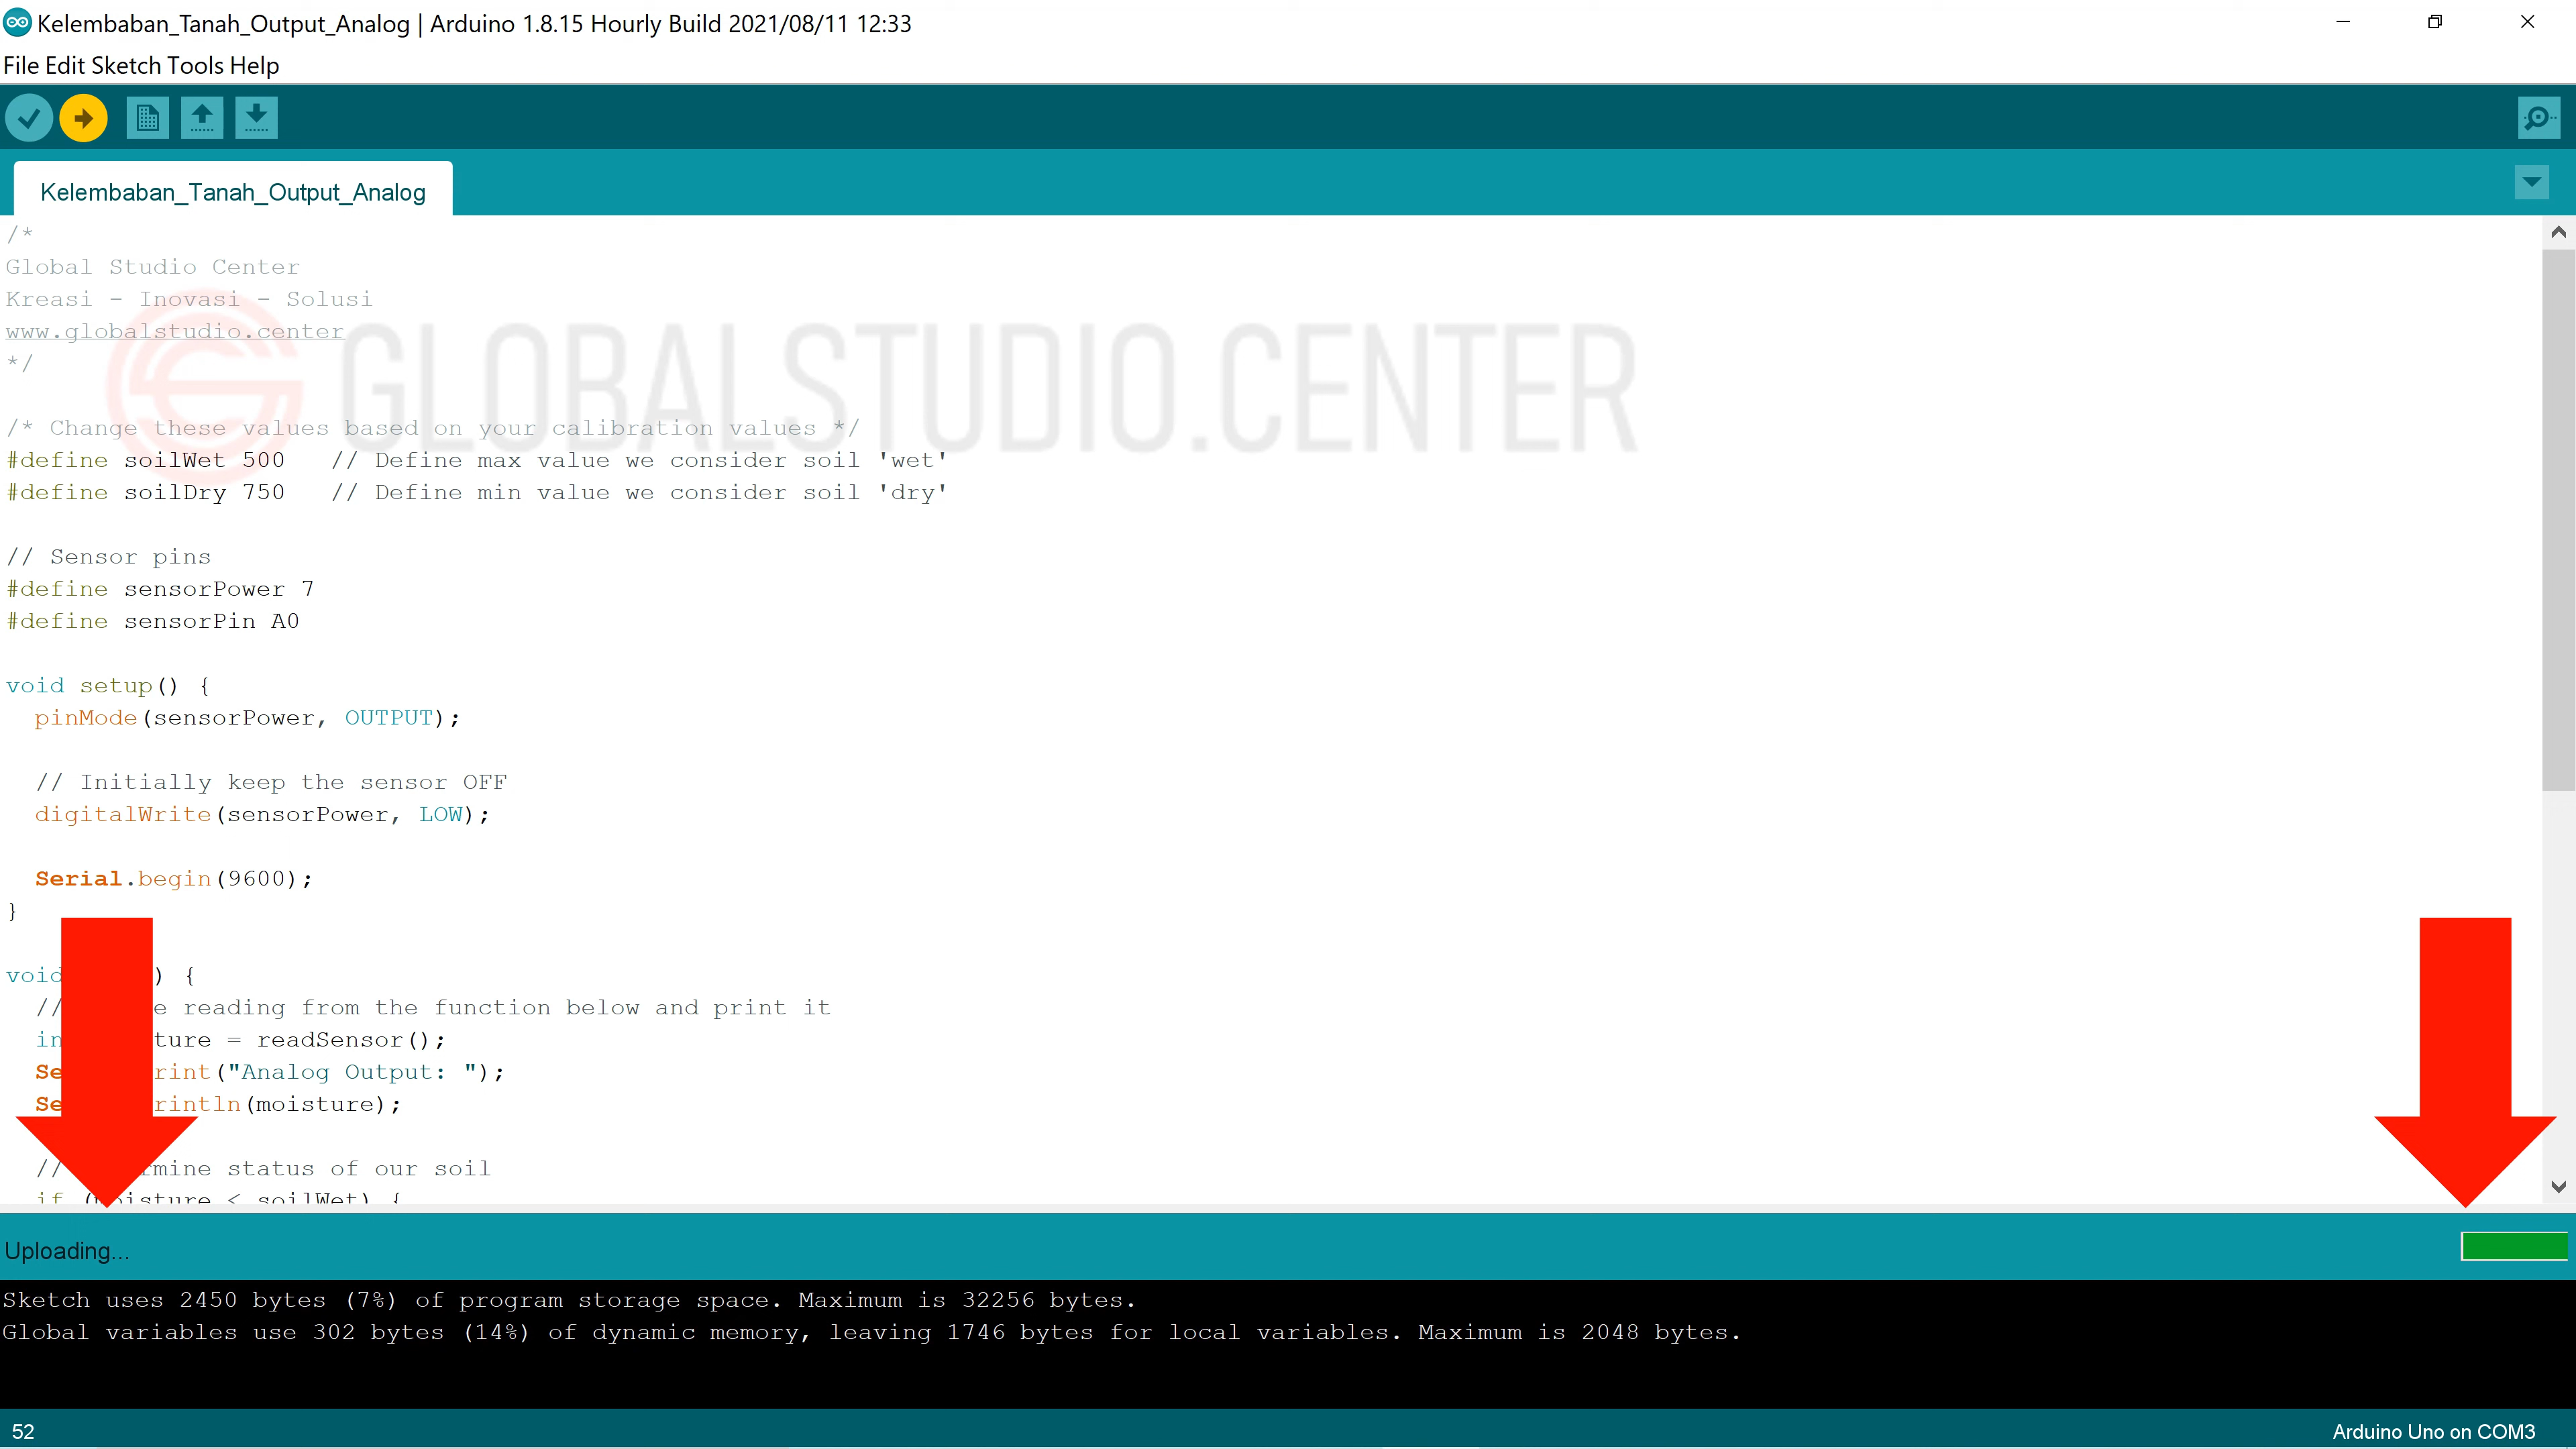 Kelembaban_Tanah_Output_Analog | Arduino 1.8.15 Hourly Build 2021/08/11 12:33
File Edit Sketch Tools Help
Kelembaban_Tanah_Output_Analog
/*
Global Studio Center
Kreasi - Inovasi - Solusi
www.globalstudio.center
*/
GLOBALSTUDIO.CENTER
/* Change these values based on your calibration values */
#define soilWet 500   // Define max value we consider soil 'wet'
#define soilDry 750   // Define min value we consider soil 'dry'
// Sensor pins
#define sensorPower 7
#define sensorPin A0
void setup() {
  pinMode(sensorPower, OUTPUT);
  // Initially keep the sensor OFF
  digitalWrite(sensorPower, LOW);
  Serial.begin(9600);
}
void ) {
  // reading from the function below and print it
  = readSensor();
  ("Analog Output: ");
  (moisture);
  // status of our soil
  if (moisture < soilWet) {
Uploading...
Sketch uses 2450 bytes (7%) of program storage space. Maximum is 32256 bytes.
Global variables use 302 bytes (14%) of dynamic memory, leaving 1746 bytes for local variables. Maximum is 2048 bytes.
52
Arduino Uno on COM3